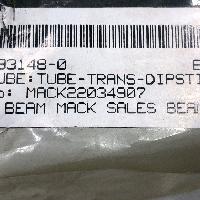 93148-0
UBE:TUBE-TRANS-DIPSTI
o: MACK22034907
BEAM MACK SALES BEA